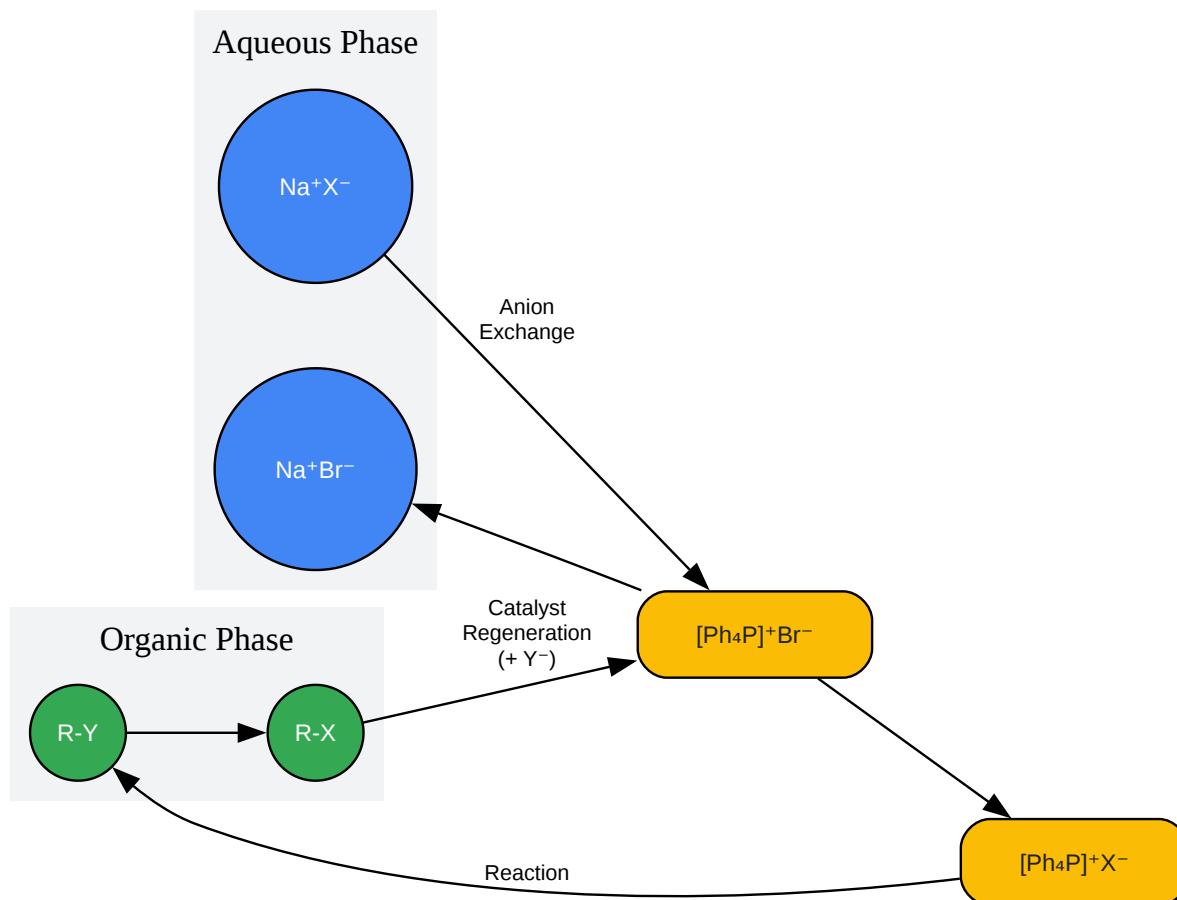 Aqueous Phase
Na⁺X⁻
Anion
Exchange
Na⁺Br⁻
Catalyst
Regeneration
(+ Y⁻)
[Ph₄P]⁺Br⁻
Organic Phase
R-Y
R-X
[Ph₄P]⁺X⁻
Reaction